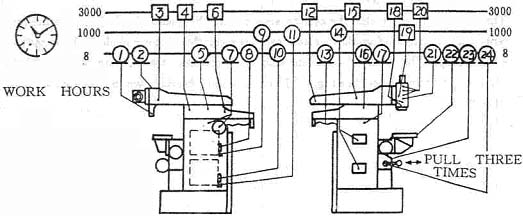 3000 3 4 6 12 15 18 20 3000
1000 9 11 14 19 1000
8 1 2 5 7 8 10 13 16 17 21 22 23 24 8
WORK HOURS
PULL THREE
TIMES